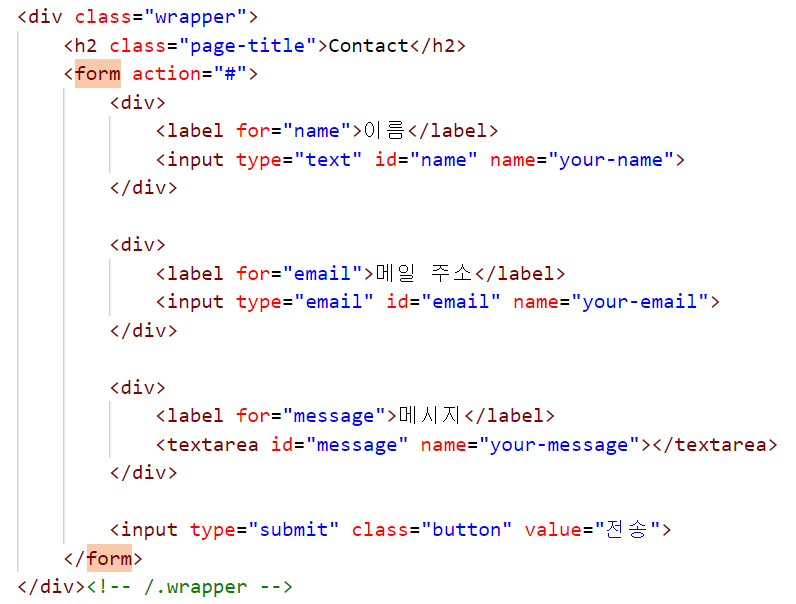 <div class="wrapper">
<h2 class="page-title">Contact</h2>
<form action="#">
<div>
<label for="name">이름</label>
<input type="text" id="name" name="your-name">
</div>
<div>
<label for="email">메일 주소</label>
<input type="email" id="email" name="your-email">
</div>
<div>
<label for="message">메시지</label>
<textarea id="message" name="your-message"></textarea>
</div>
<input type="submit" class="button" value="전송">
</form>
</div><!-- /.wrapper -->